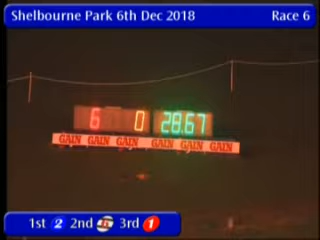 Shelbourne Park 6th Dec 2018 Race 6
6 0 28.67
GAIN GAIN GAIN GAIN GAIN GAIN
1st 2 2nd 3rd 1